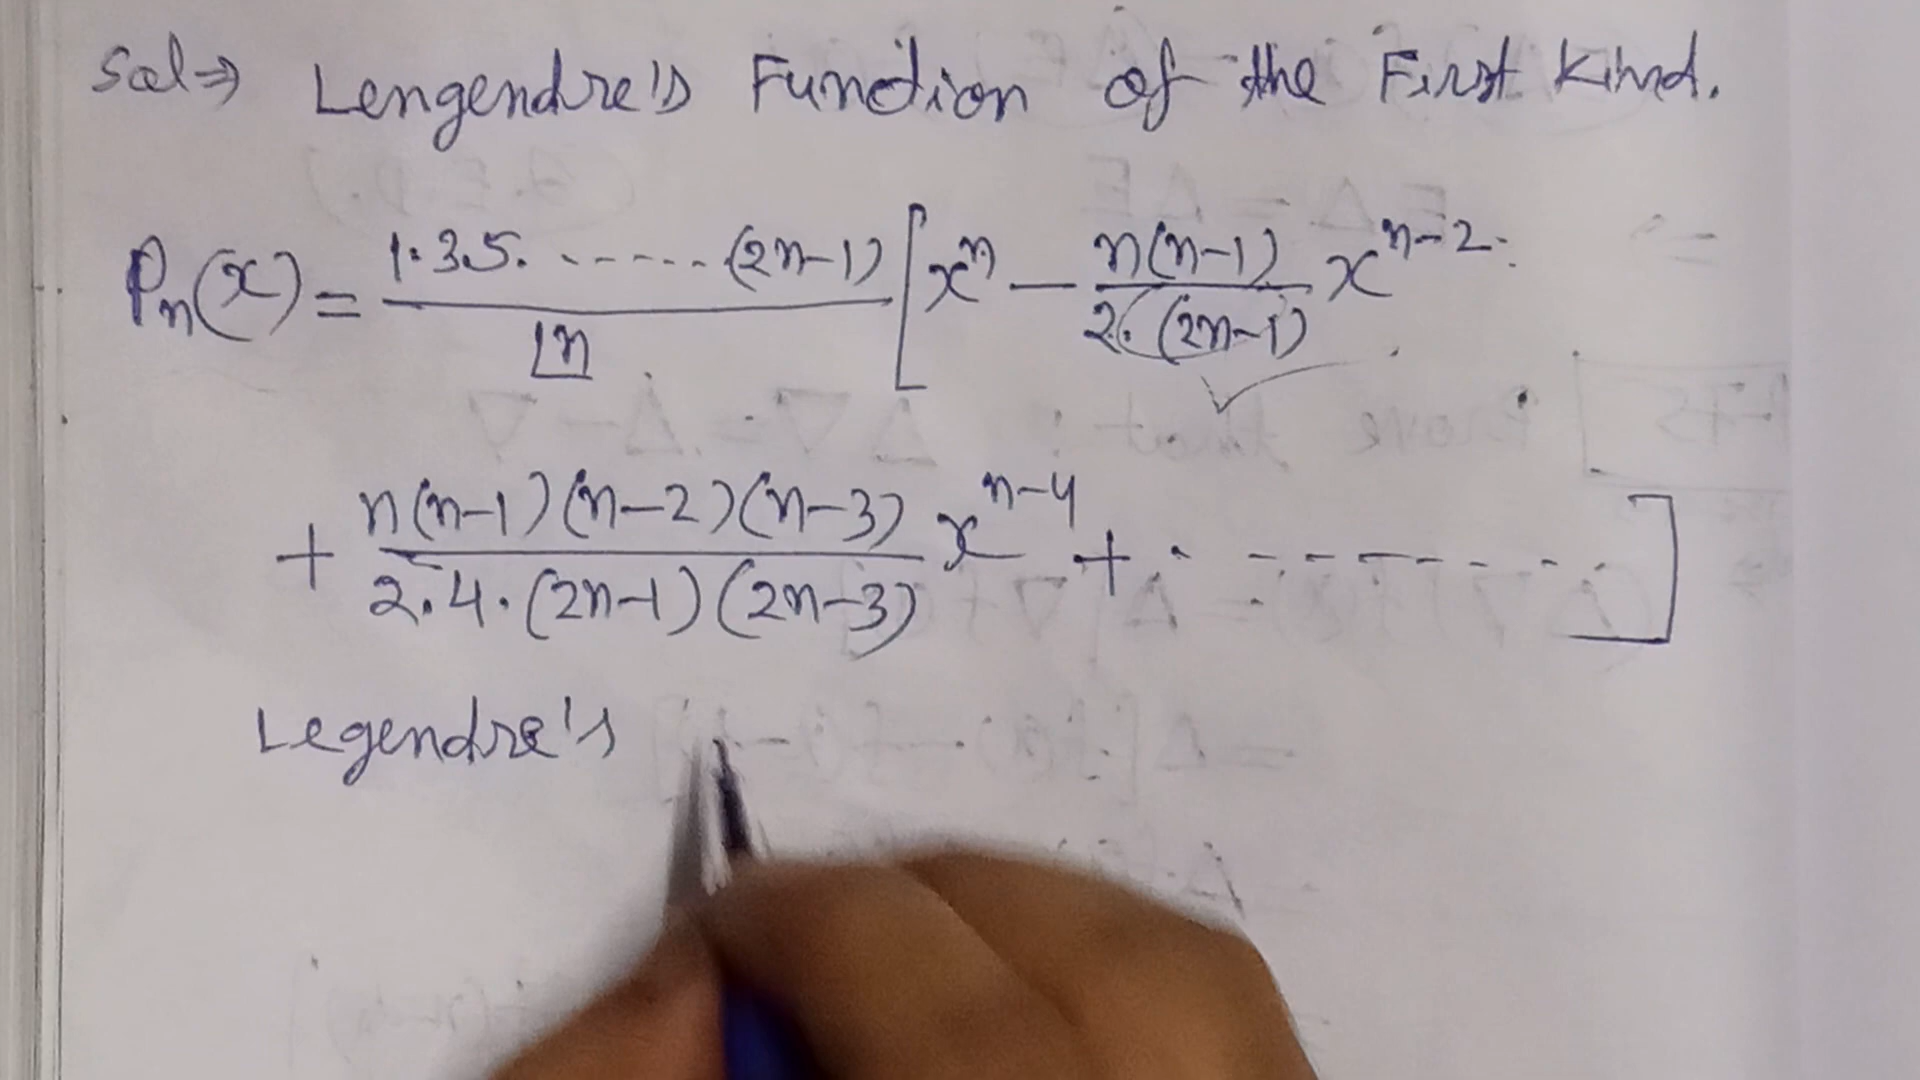 Sol⇒ Lengendre's Function of the First Kind.
Pn(x) = 1.3.5. ------ (2n-1) / ⌊n [ x^n - n(n-1) / 2.(2n-1) x^(n-2)
+ n(n-1)(n-2)(n-3) / 2.4.(2n-1)(2n-3) x^(n-4) + - - - - - - - - ]
Legendre's